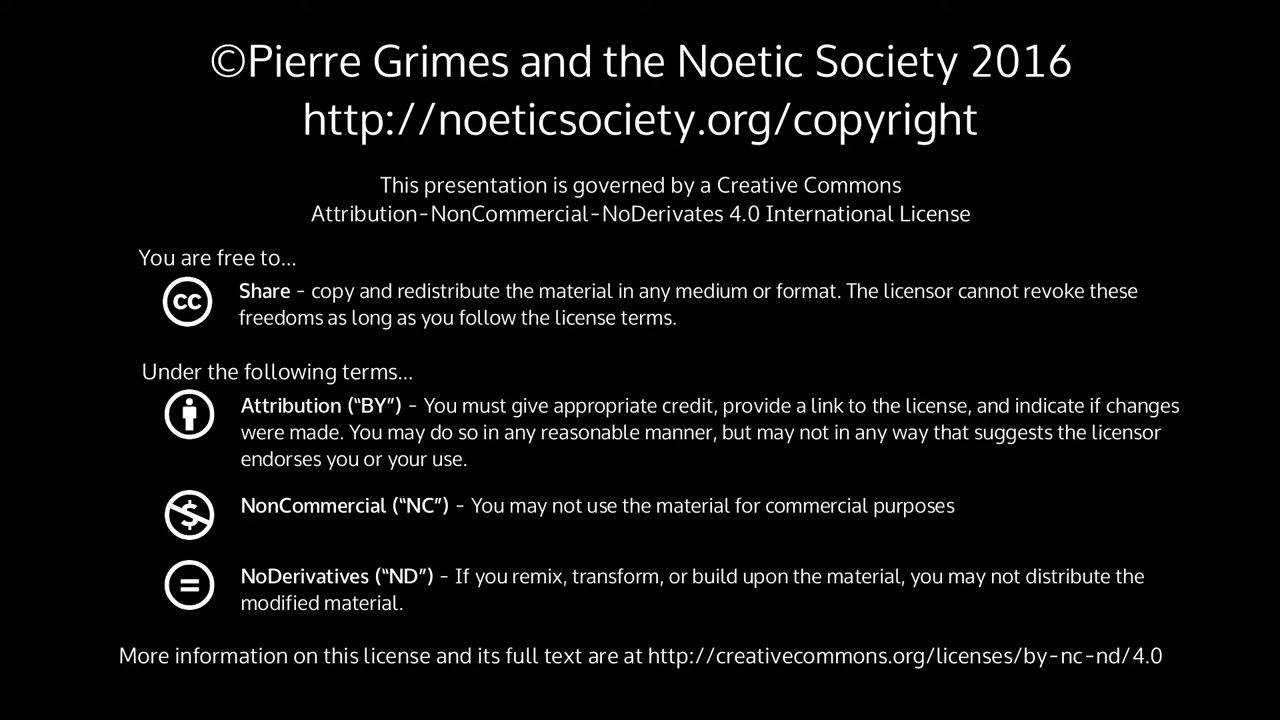 ©Pierre Grimes and the Noetic Society 2016
http://noeticsociety.org/copyright
This presentation is governed by a Creative Commons
Attribution-NonCommercial-NoDerivates 4.0 International License
You are free to...
cc
Share - copy and redistribute the material in any medium or format. The licensor cannot revoke these
freedoms as long as you follow the license terms.
Under the following terms...
Attribution (“BY”) - You must give appropriate credit, provide a link to the license, and indicate if changes
were made. You may do so in any reasonable manner, but may not in any way that suggests the licensor
endorses you or your use.
$
NonCommercial (“NC”) - You may not use the material for commercial purposes
=
NoDerivatives (“ND”) - If you remix, transform, or build upon the material, you may not distribute the
modified material.
More information on this license and its full text are at http://creativecommons.org/licenses/by-nc-nd/4.0